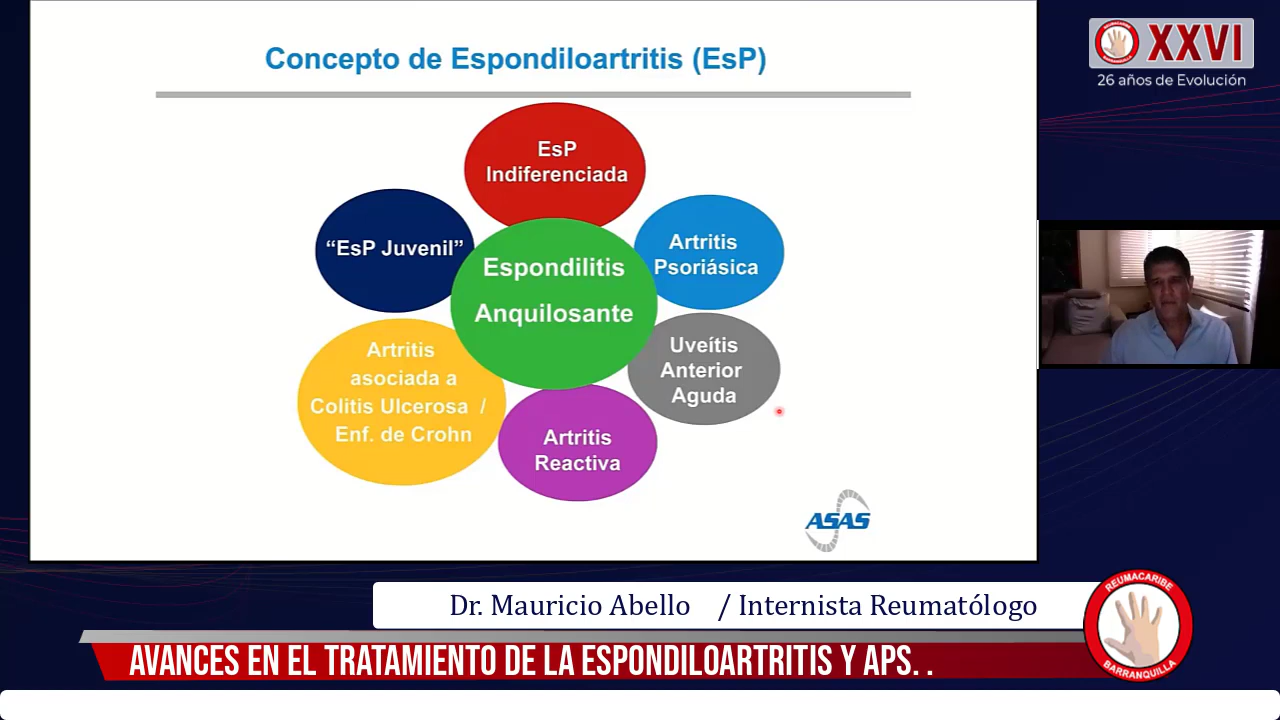 Concepto de Espondiloartritis (EsP)
REUMACARIBE
BARRANQUILLA
XXVI
26 años de Evolución
EsP
Indiferenciada
“EsP Juvenil”
Espondilitis
Anquilosante
Artritis
Psoriásica
Artritis
asociada a
Colitis Ulcerosa /
Enf. de Crohn
Uveítis
Anterior
Aguda
Artritis
Reactiva
ASAS
Dr. Mauricio Abello / Internista Reumatólogo
REUMACARIBE
BARRANQUILLA
AVANCES EN EL TRATAMIENTO DE LA ESPONDILOARTRITIS Y APS. .